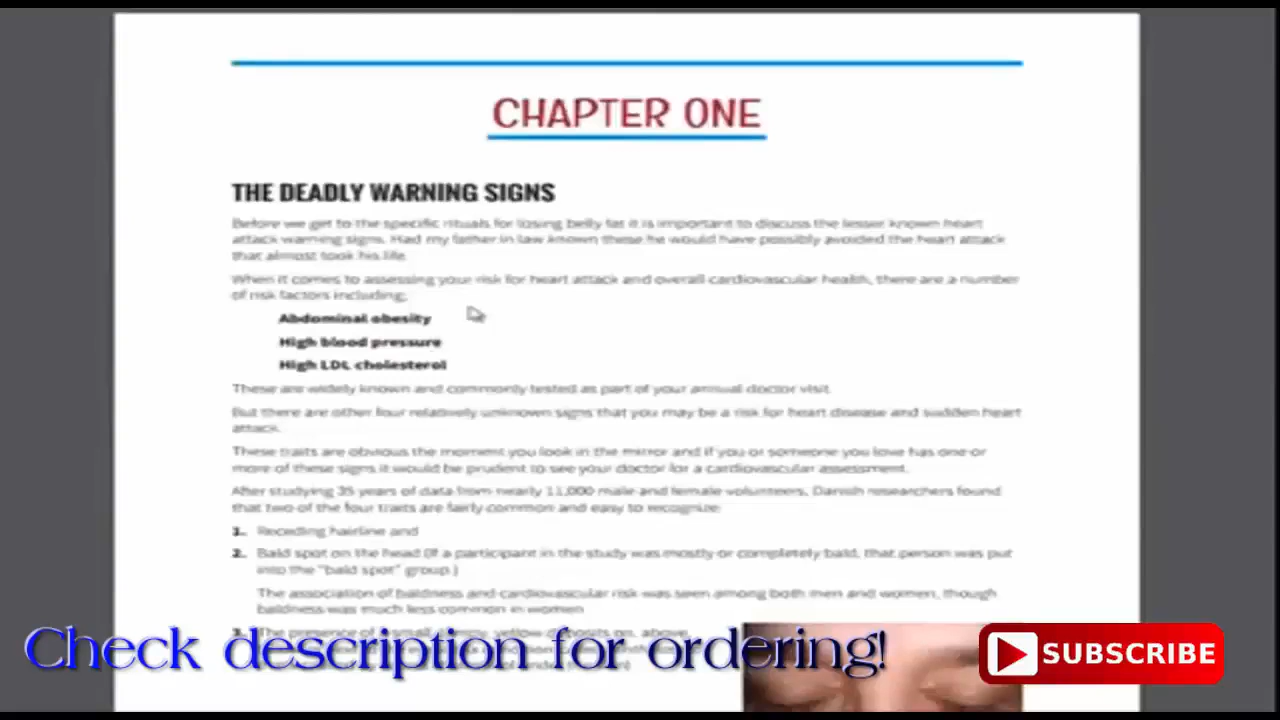 CHAPTER ONE
THE DEADLY WARNING SIGNS
Before we get to the specific rituals for losing belly fat it is important to discuss the lesser known heart
attack warning signs. Had my father in law known these he would have possibly avoided the heart attack
that almost took his life.
When it comes to assessing your risk for heart attack and overall cardiovascular health, there are a number
of risk factors including;
Abdominal obesity
High blood pressure
High LDL cholesterol
These are widely known and commonly tested as part of your annual doctor visit.
But there are other four relatively unknown signs that you may be a risk for heart disease and sudden heart
attack.
These traits are obvious the moment you look in the mirror and if you or someone you love has one or
more of these signs it would be prudent to see your doctor for a cardiovascular assessment.
After studying 35 years of data from nearly 11,000 male and female volunteers, Danish researchers found
that two of the four traits are fairly common and easy to recognize
1. Receding hairline and
2. Bald spot on the head (If a participant in the study was mostly or completely bald, that person was put
into the "bald spot" group.)
The association of baldness and cardiovascular risk was seen among both men and women, though
baldness was much less common in women
3. The presence of small yellow deposits on, above
Check description for ordering!
SUBSCRIBE